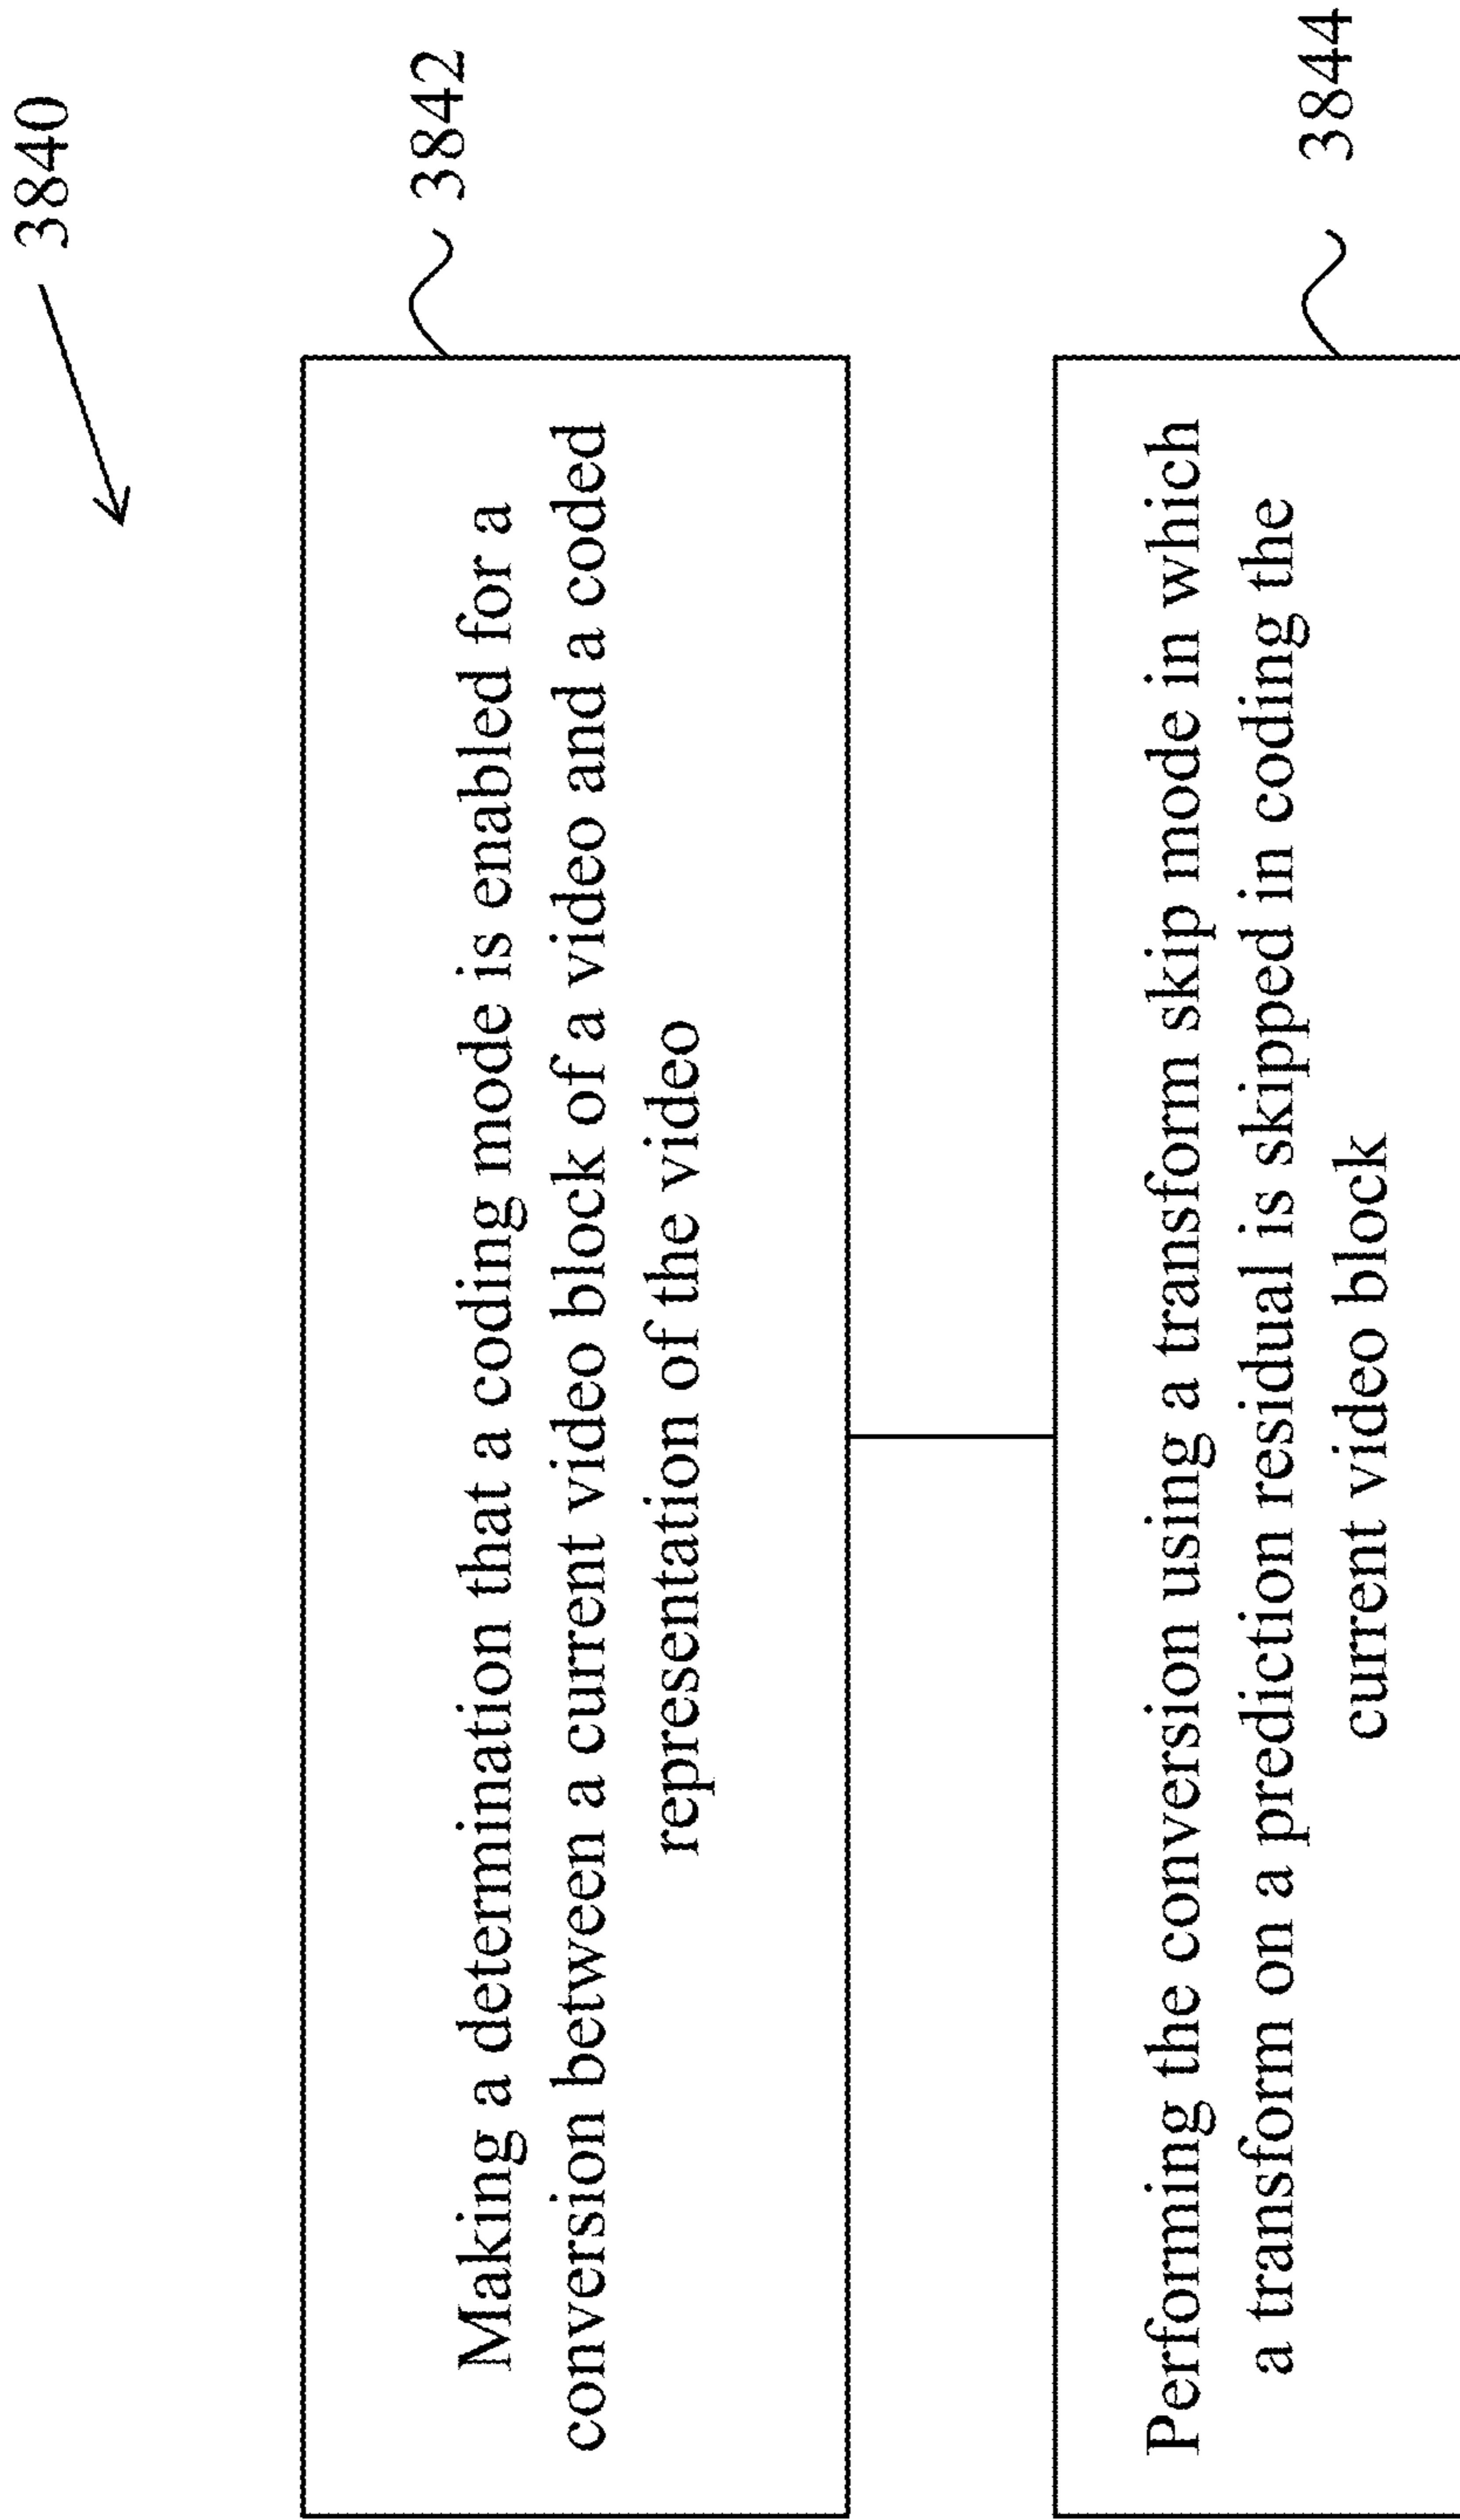 3840
3842
Making a determination that a coding mode is enabled for a
conversion between a current video block of a video and a coded
representation of the video
3844
Performing the conversion using a transform skip mode in which
a transform on a prediction residual is skipped in coding the
current video block